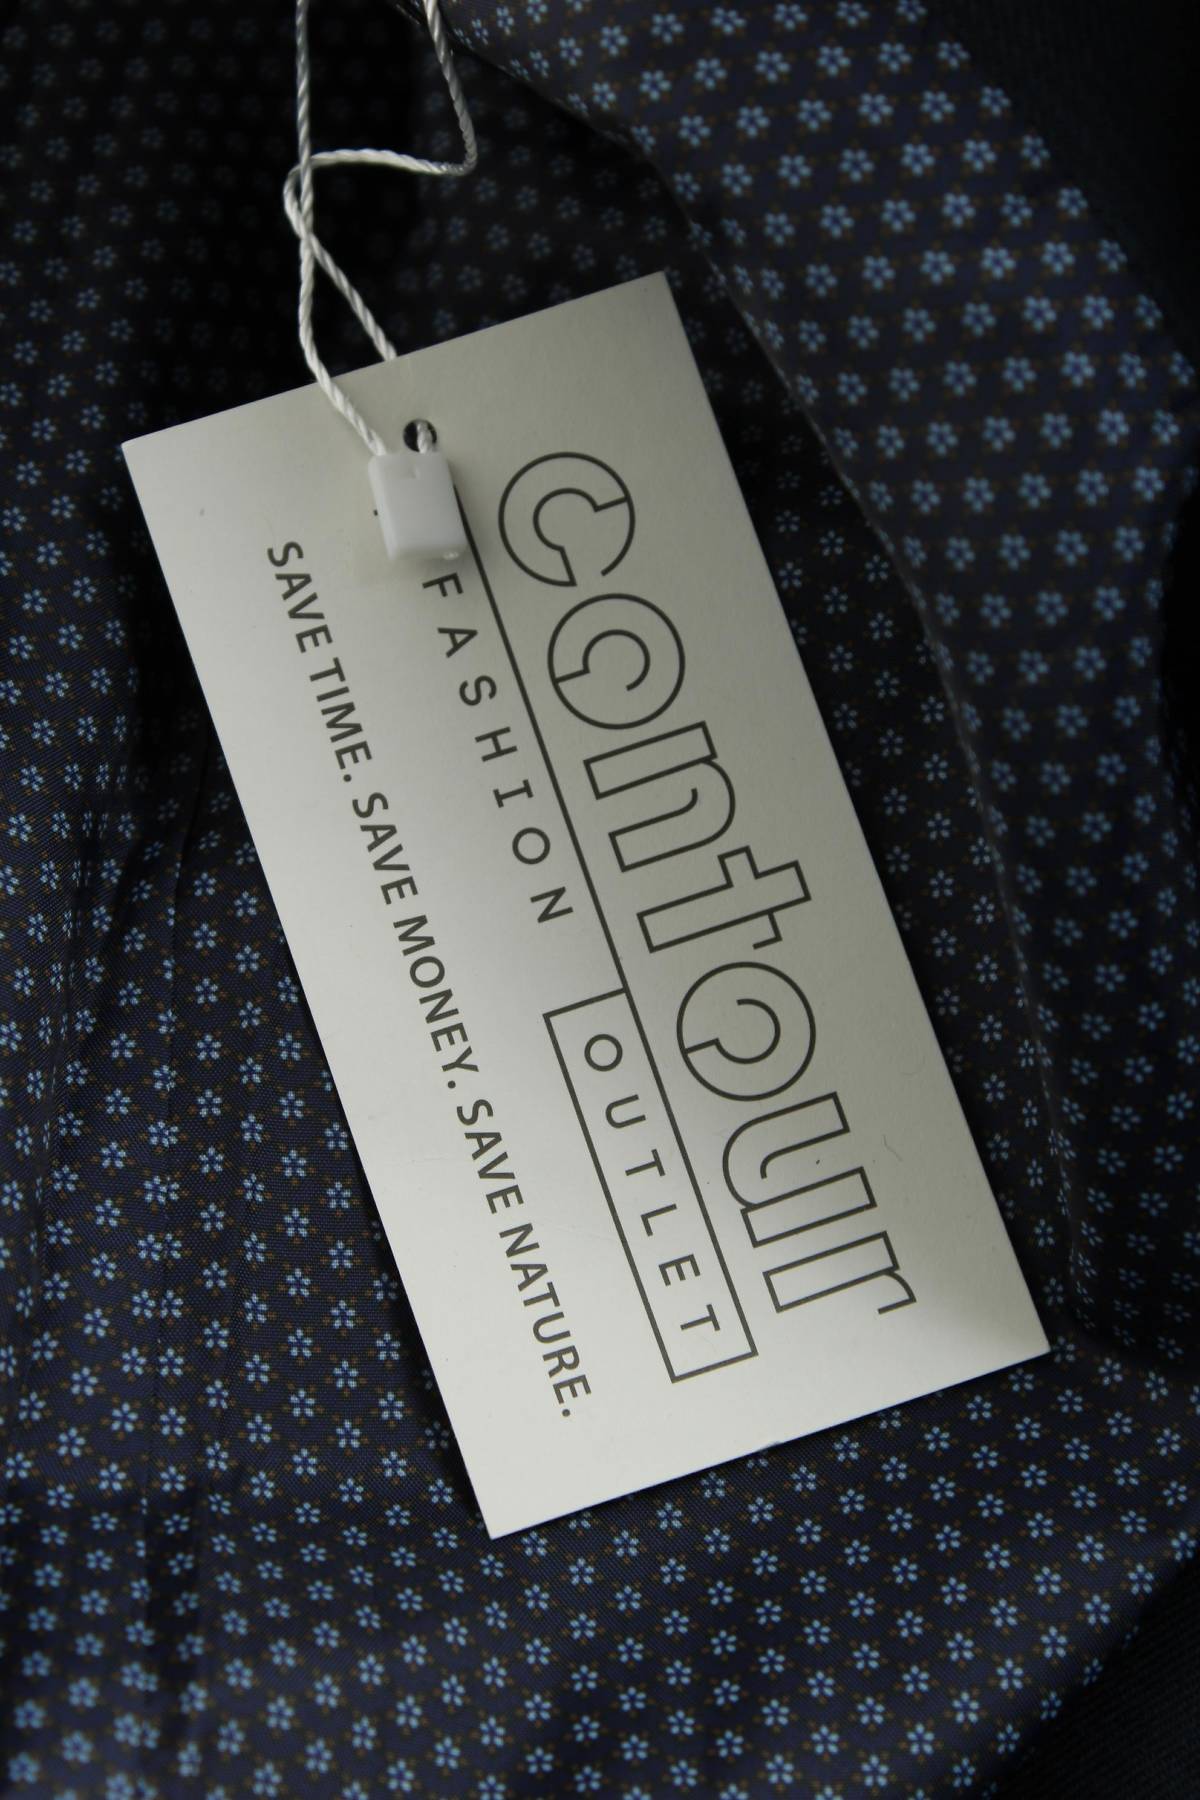 contour
FASHION OUTLET
SAVE TIME. SAVE MONEY. SAVE NATURE.